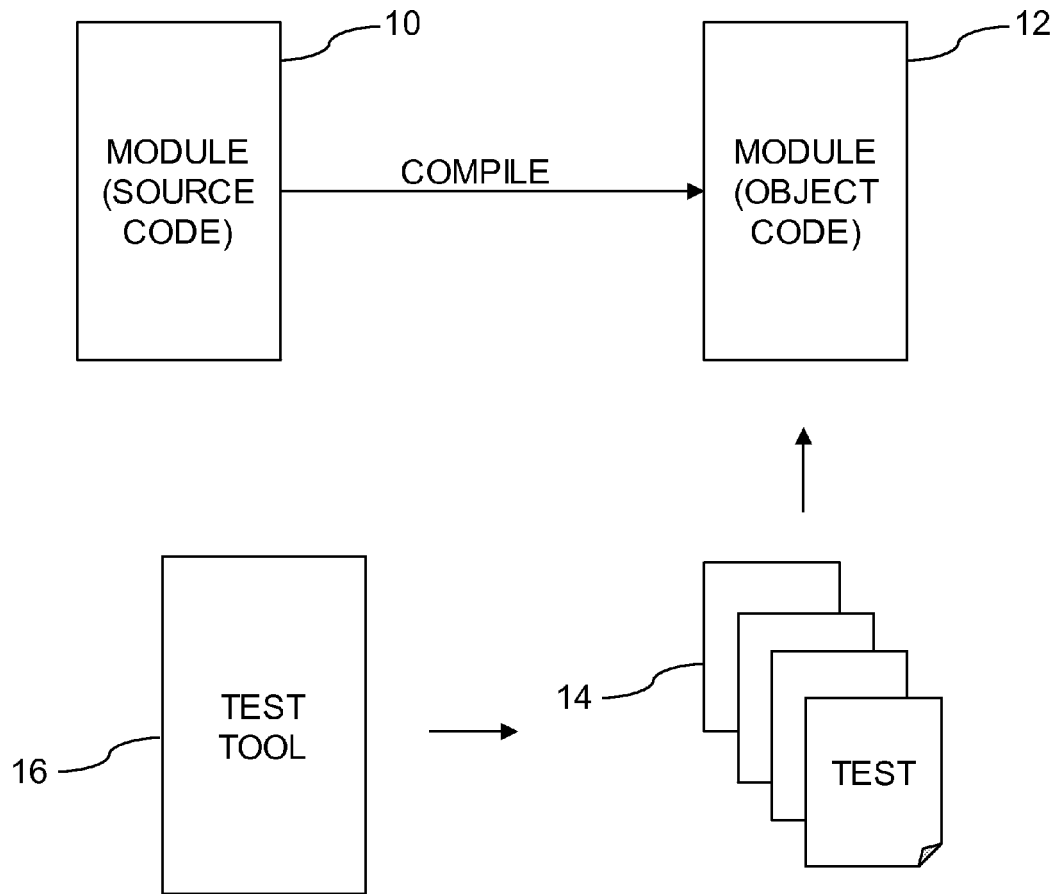 10
12
MODULE
(SOURCE
CODE)
COMPILE
MODULE
(OBJECT
CODE)
14
16
TEST
TOOL
TEST